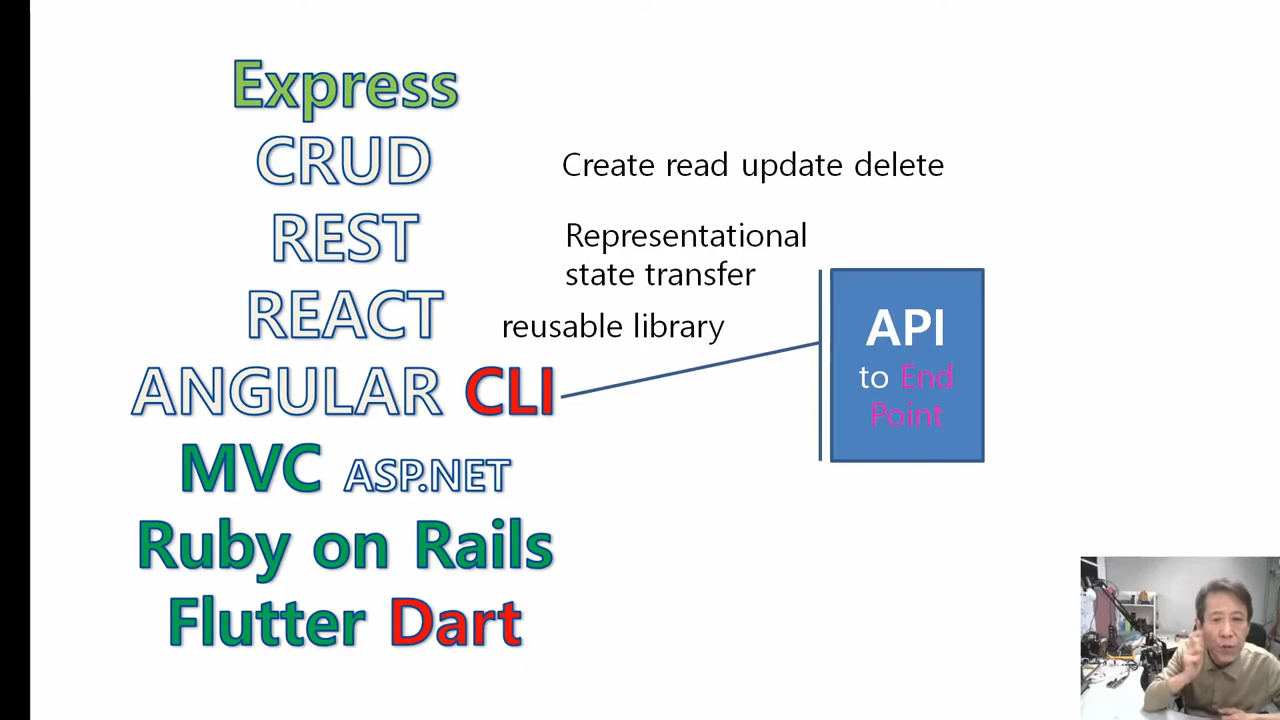 Express
CRUD
Create read update delete
REST
Representational
state transfer
REACT
reusable library
ANGULAR CLI
API
to End
Point
MVC ASP.NET
Ruby on Rails
Flutter Dart